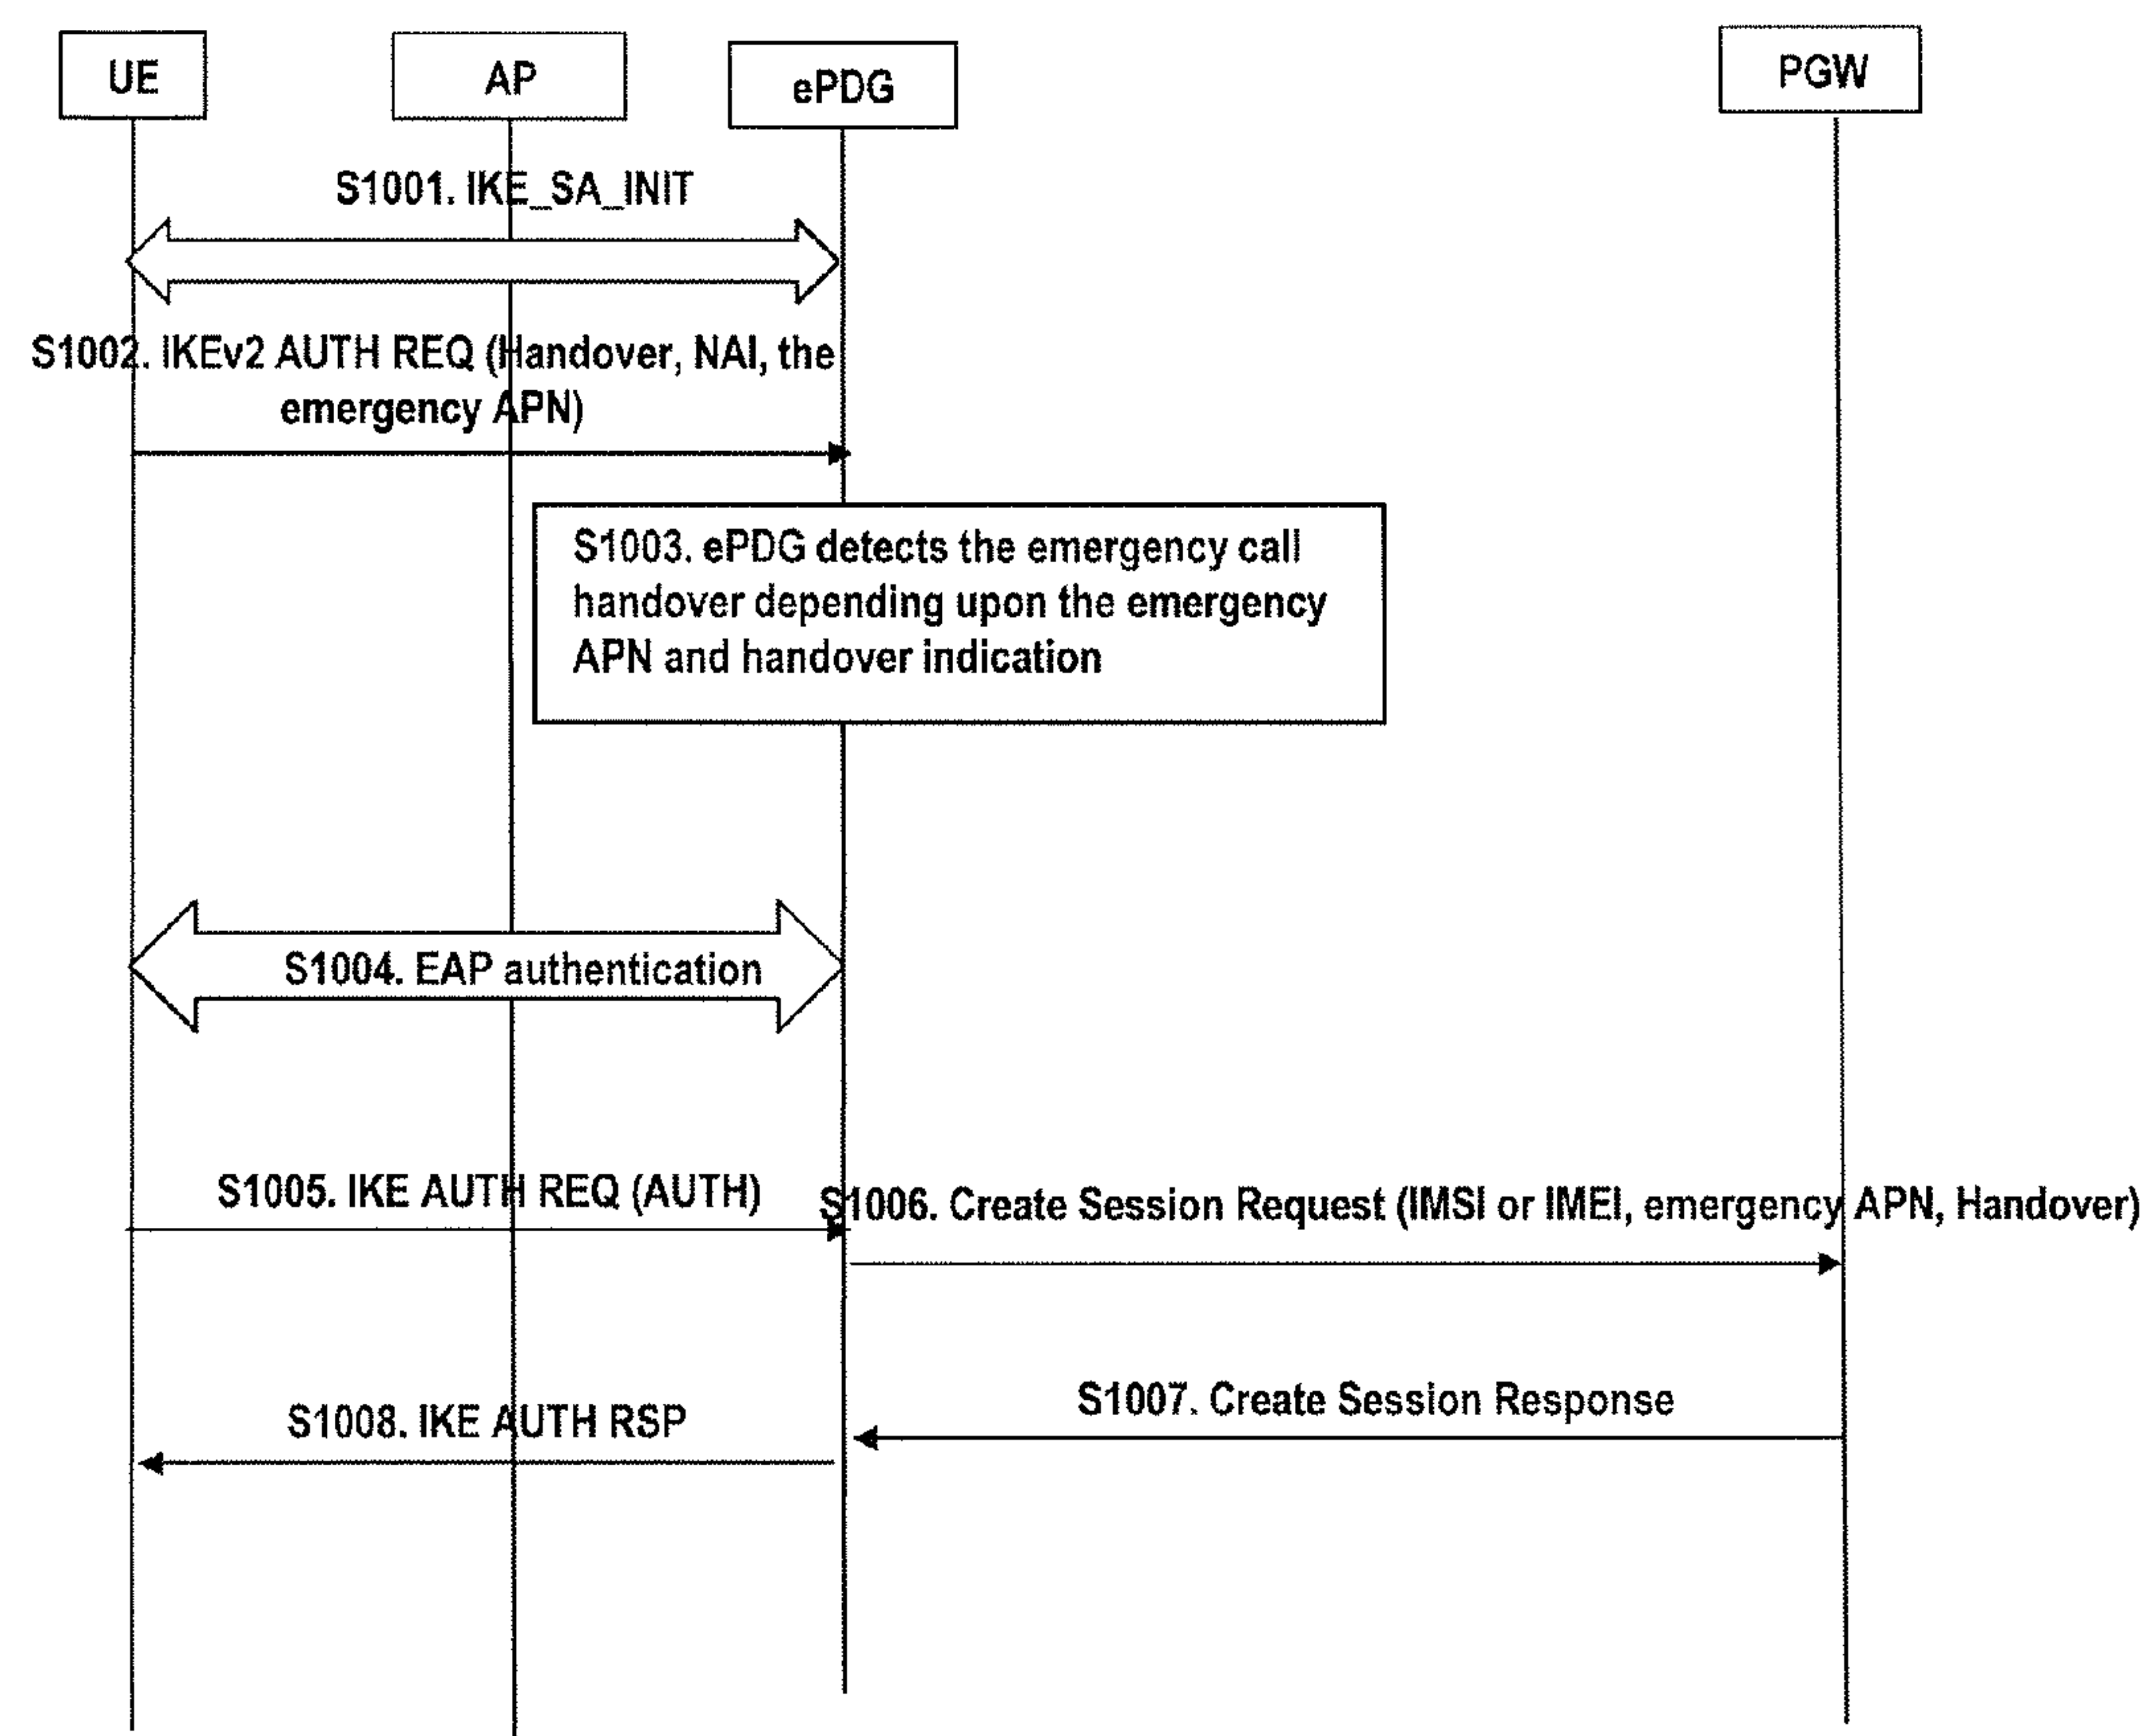 UE
AP
ePDG
PGW
S1001. IKE_SA_INIT
S1002. IKEv2 AUTH REQ (Handover, NAI, the
emergency APN)
S1003. ePDG detects the emergency call
handover depending upon the emergency
APN and handover indication
S1004. EAP authentication
S1005. IKE AUTH REQ (AUTH)
S1006. Create Session Request (IMSI or IMEI, emergency APN, Handover)
S1007. Create Session Response
S1008. IKE AUTH RSP